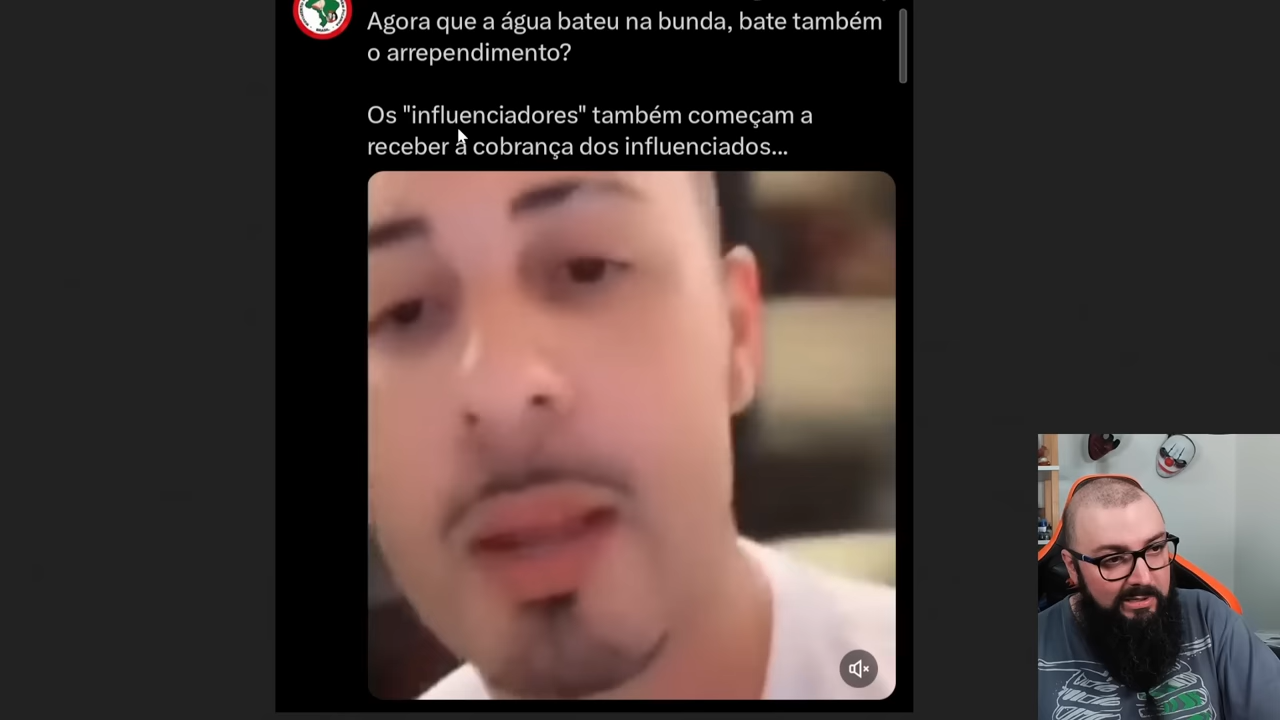 Agora que a água bateu na bunda, bate também
o arrependimento?
Os "influenciadores" também começam a
receber a cobrança dos influenciados...